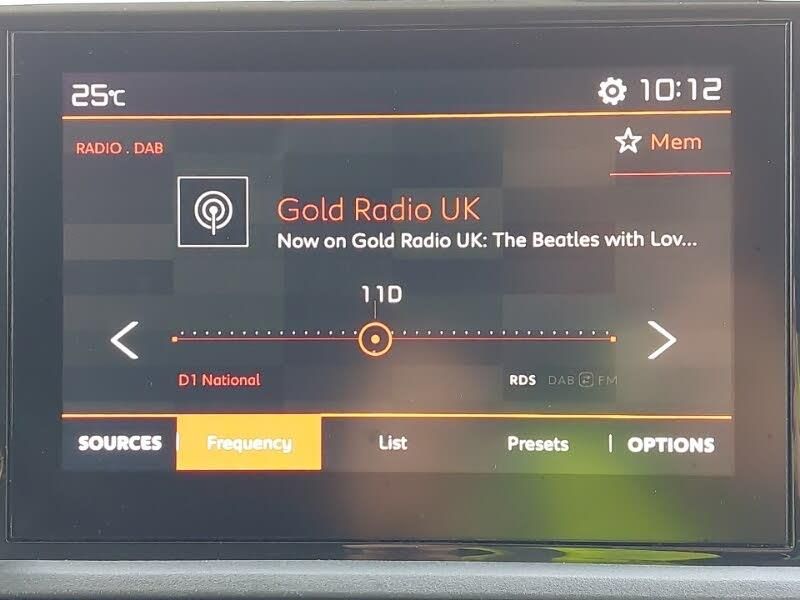 25°C
10:12
RADIO . DAB
Mem
Gold Radio UK
Now on Gold Radio UK: The Beatles with Lov...
11D
D1 National
RDS DAB FM
SOURCES Frequency List Presets OPTIONS